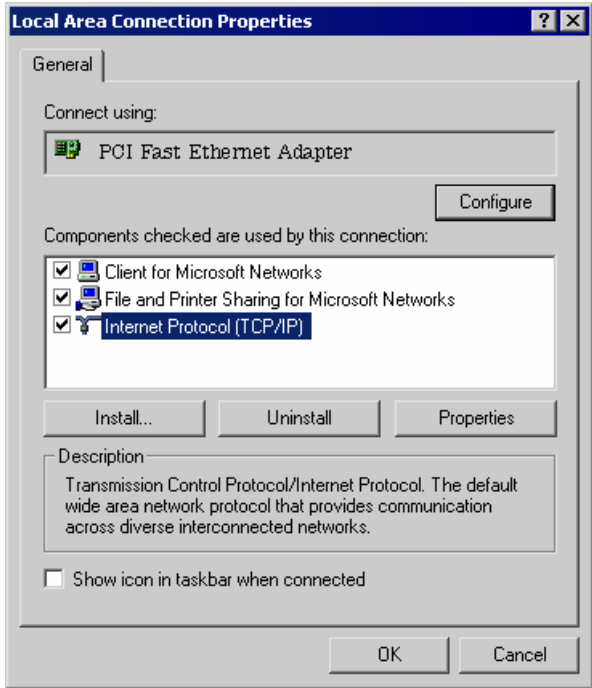 Local Area Connection Properties
General
Connect using:
PCI Fast Ethernet Adapter
Configure
Components checked are used by this connection:
Client for Microsoft Networks
File and Printer Sharing for Microsoft Networks
Internet Protocol (TCP/IP)
Install... Uninstall Properties
Description
Transmission Control Protocol/Internet Protocol. The default
wide area network protocol that provides communication
across diverse interconnected networks.
Show icon in taskbar when connected
OK Cancel